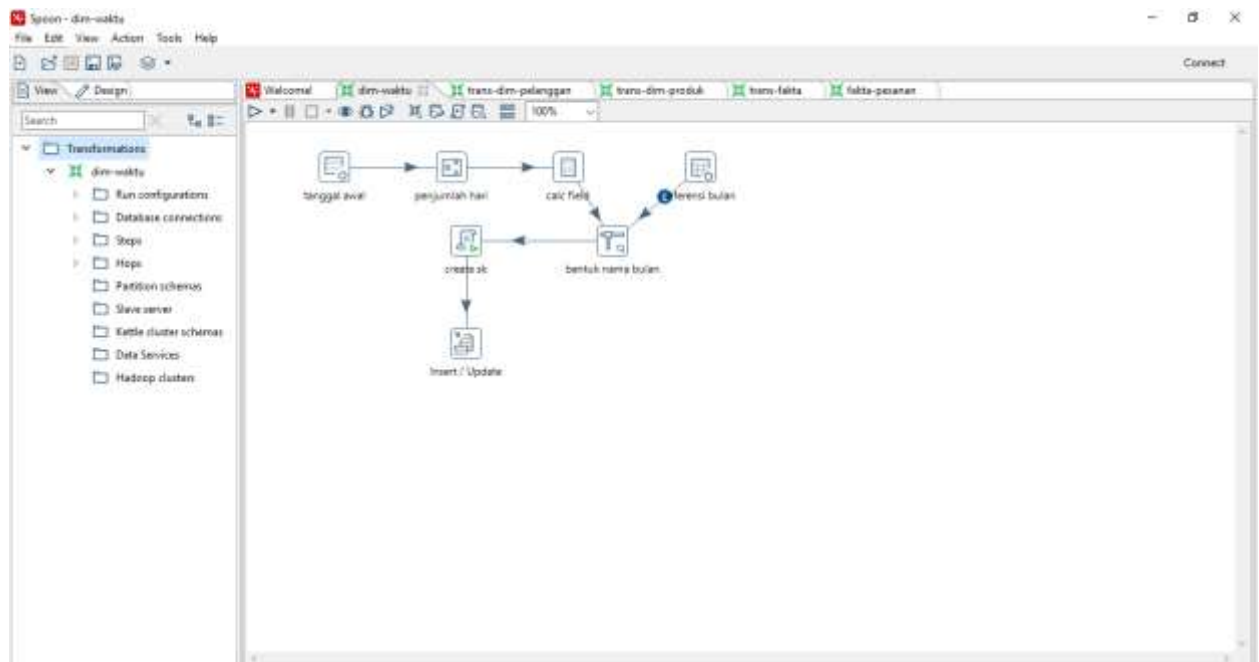 Spoon - dim-waktu
File Edit View Action Tools Help
Connect
View Design
Welcome! dim-waktu trans-dim-pelanggan trans-dim-produk trans-fakta fakta-pesanan
Search
100%
Transformations
dim-waktu
Run configurations
Database connections
Steps
Hops
Partition schemas
Slave server
Kettle cluster schemas
Data Services
Hadoop clusters
tanggal awal penjumlah hari calc field ferensi bulan
create sk bentuk nama bulan
Insert / Update